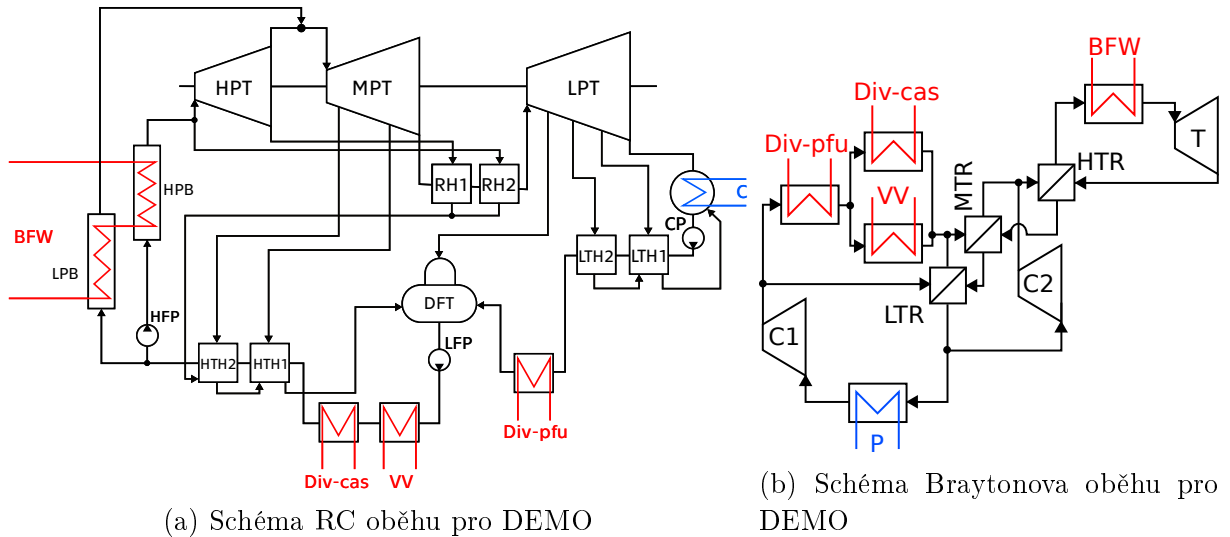 HPT
MPT
LPT
HPB
RH1
RH2
C
BFW
LPB
CP
LTH2
LTH1
DFT
HFP
LFP
HTH2
HTH1
Div-pfu
Div-cas
VV
(a) Schéma RC oběhu pro DEMO
BFW
Div-cas
T
Div-pfu
HTR
MTR
VV
C2
LTR
C1
P
(b) Schéma Braytonova oběhu pro
DEMO